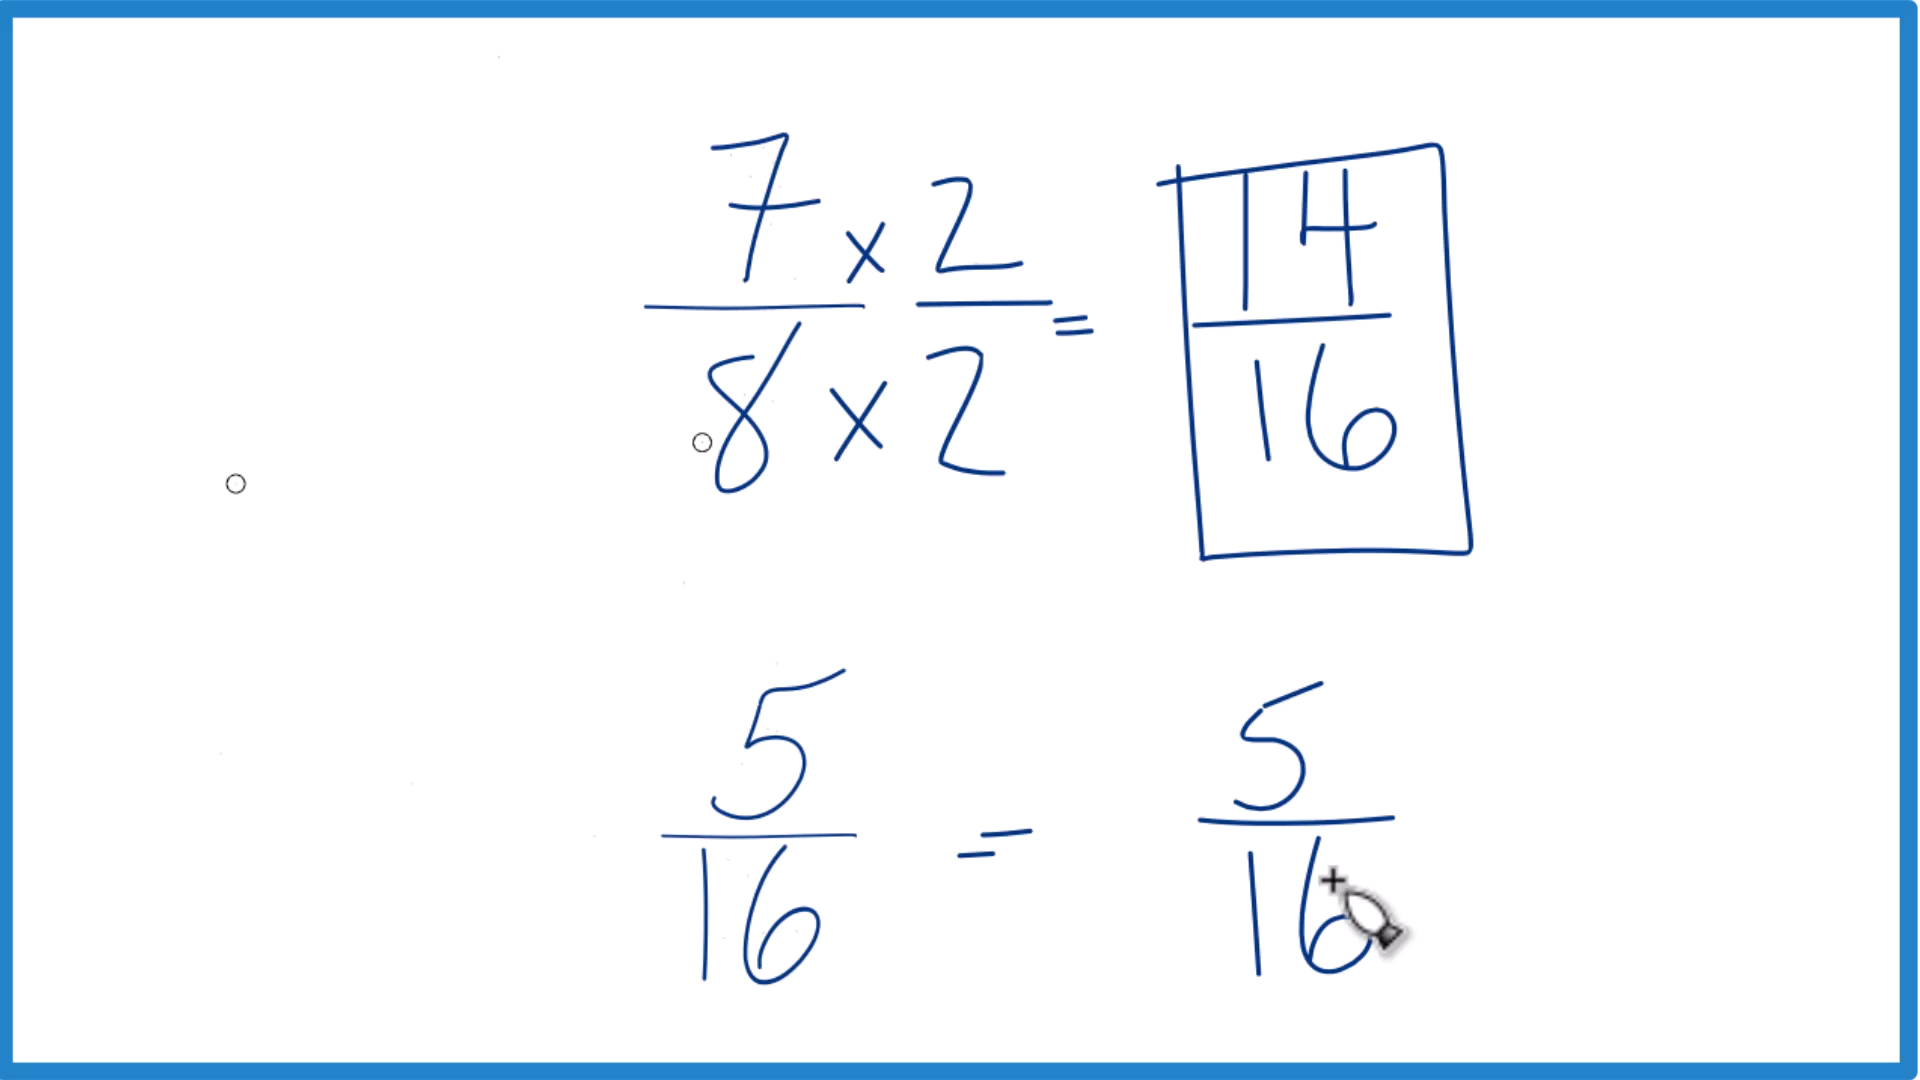 7/8 x 2/2 = 14/16
5/16 = 5/16